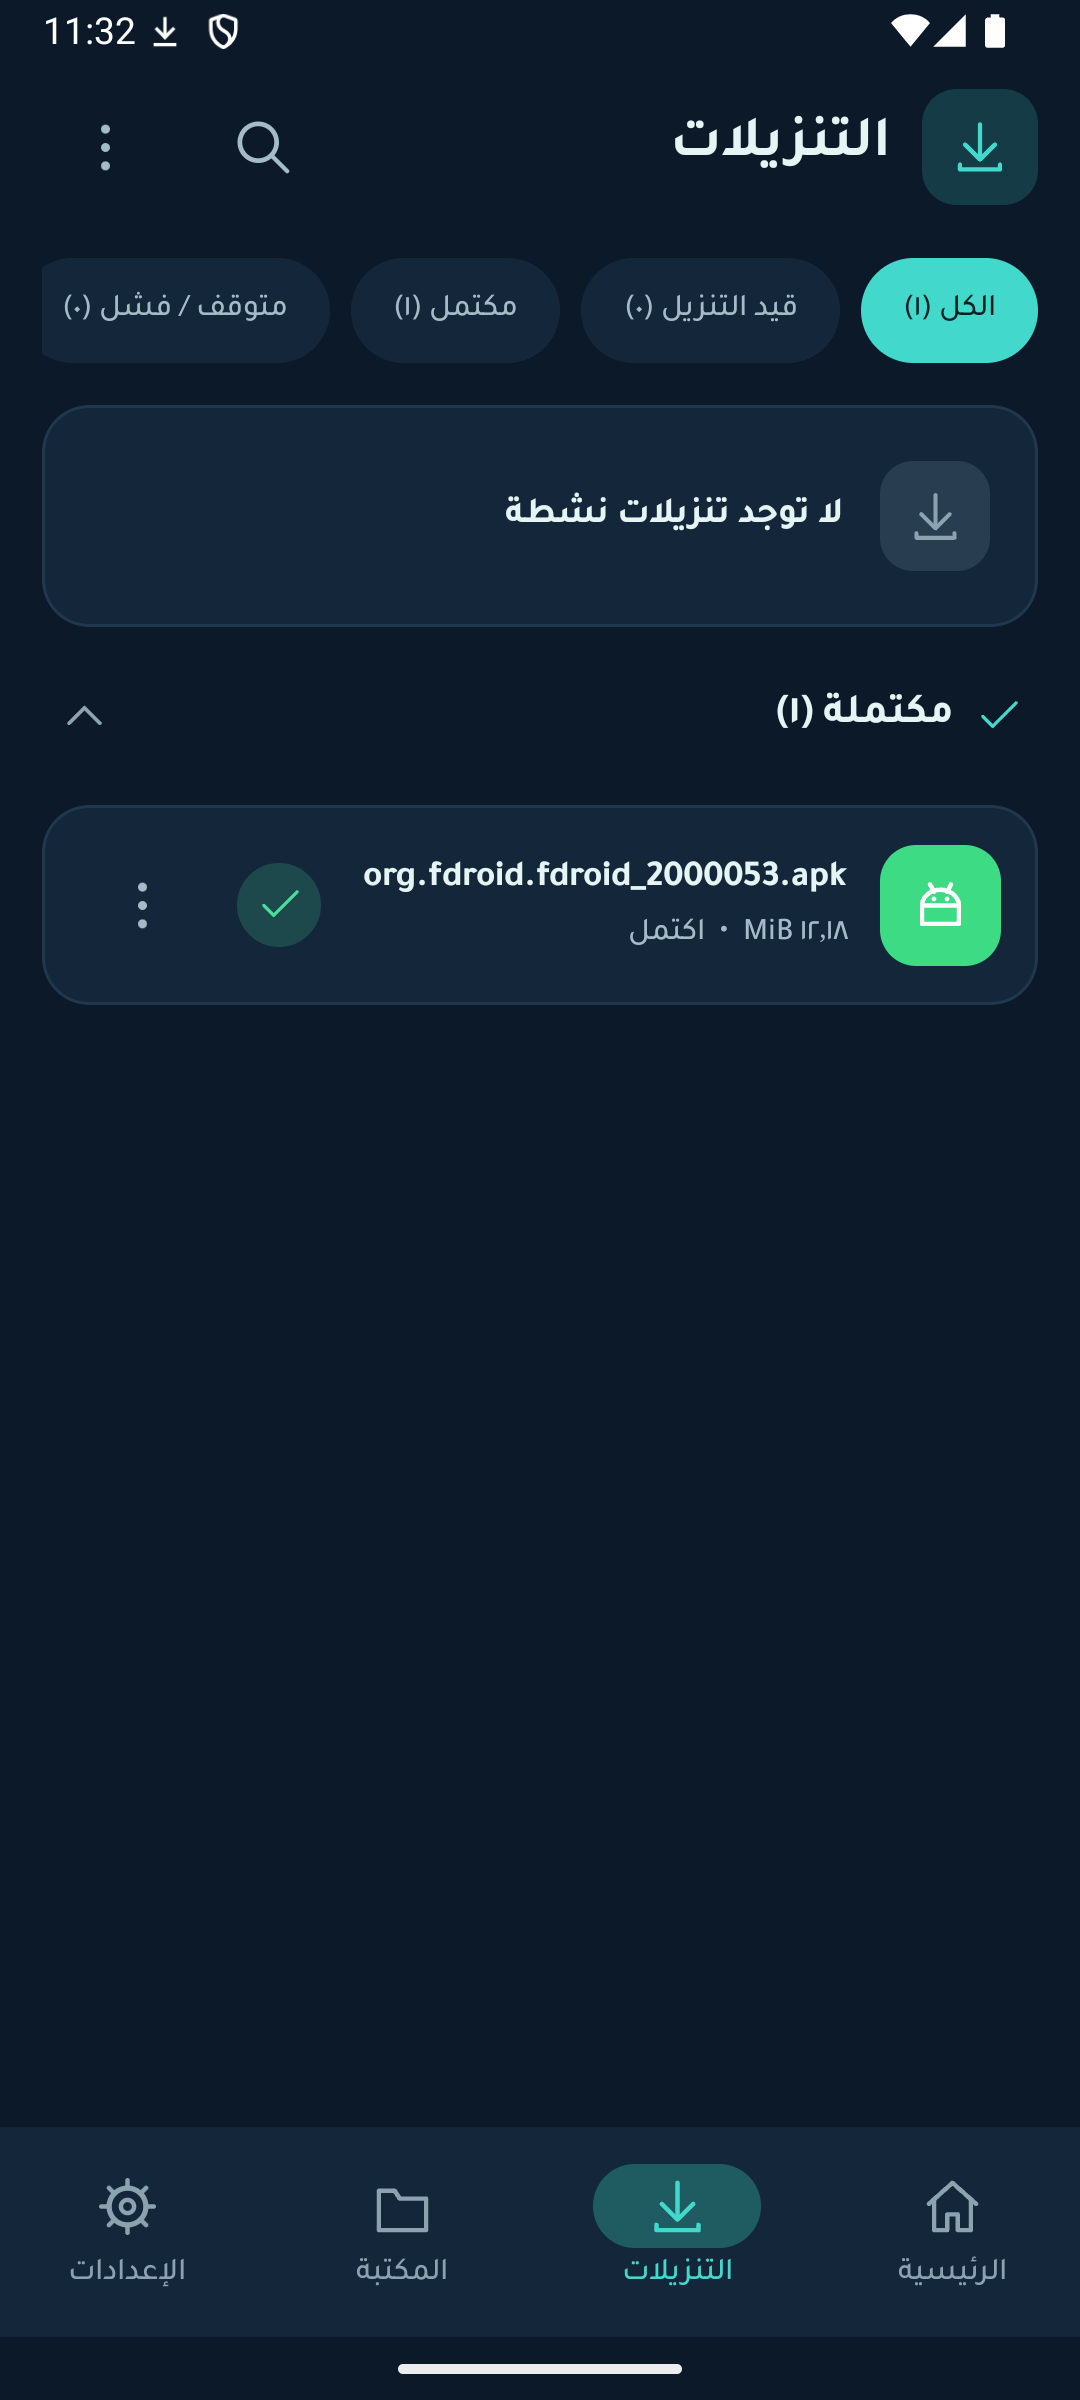 11:32
التنزيلات
الكل (١)
قيد التنزيل (٠)
مكتمل (١)
متوقف / فشل (٠)
لا توجد تنزيلات نشطة
مكتملة (١)
org.fdroid.fdroid_2000053.apk
١٢,١٨ MiB • اكتمل
الرئيسية
التنزيلات
المكتبة
الإعدادات